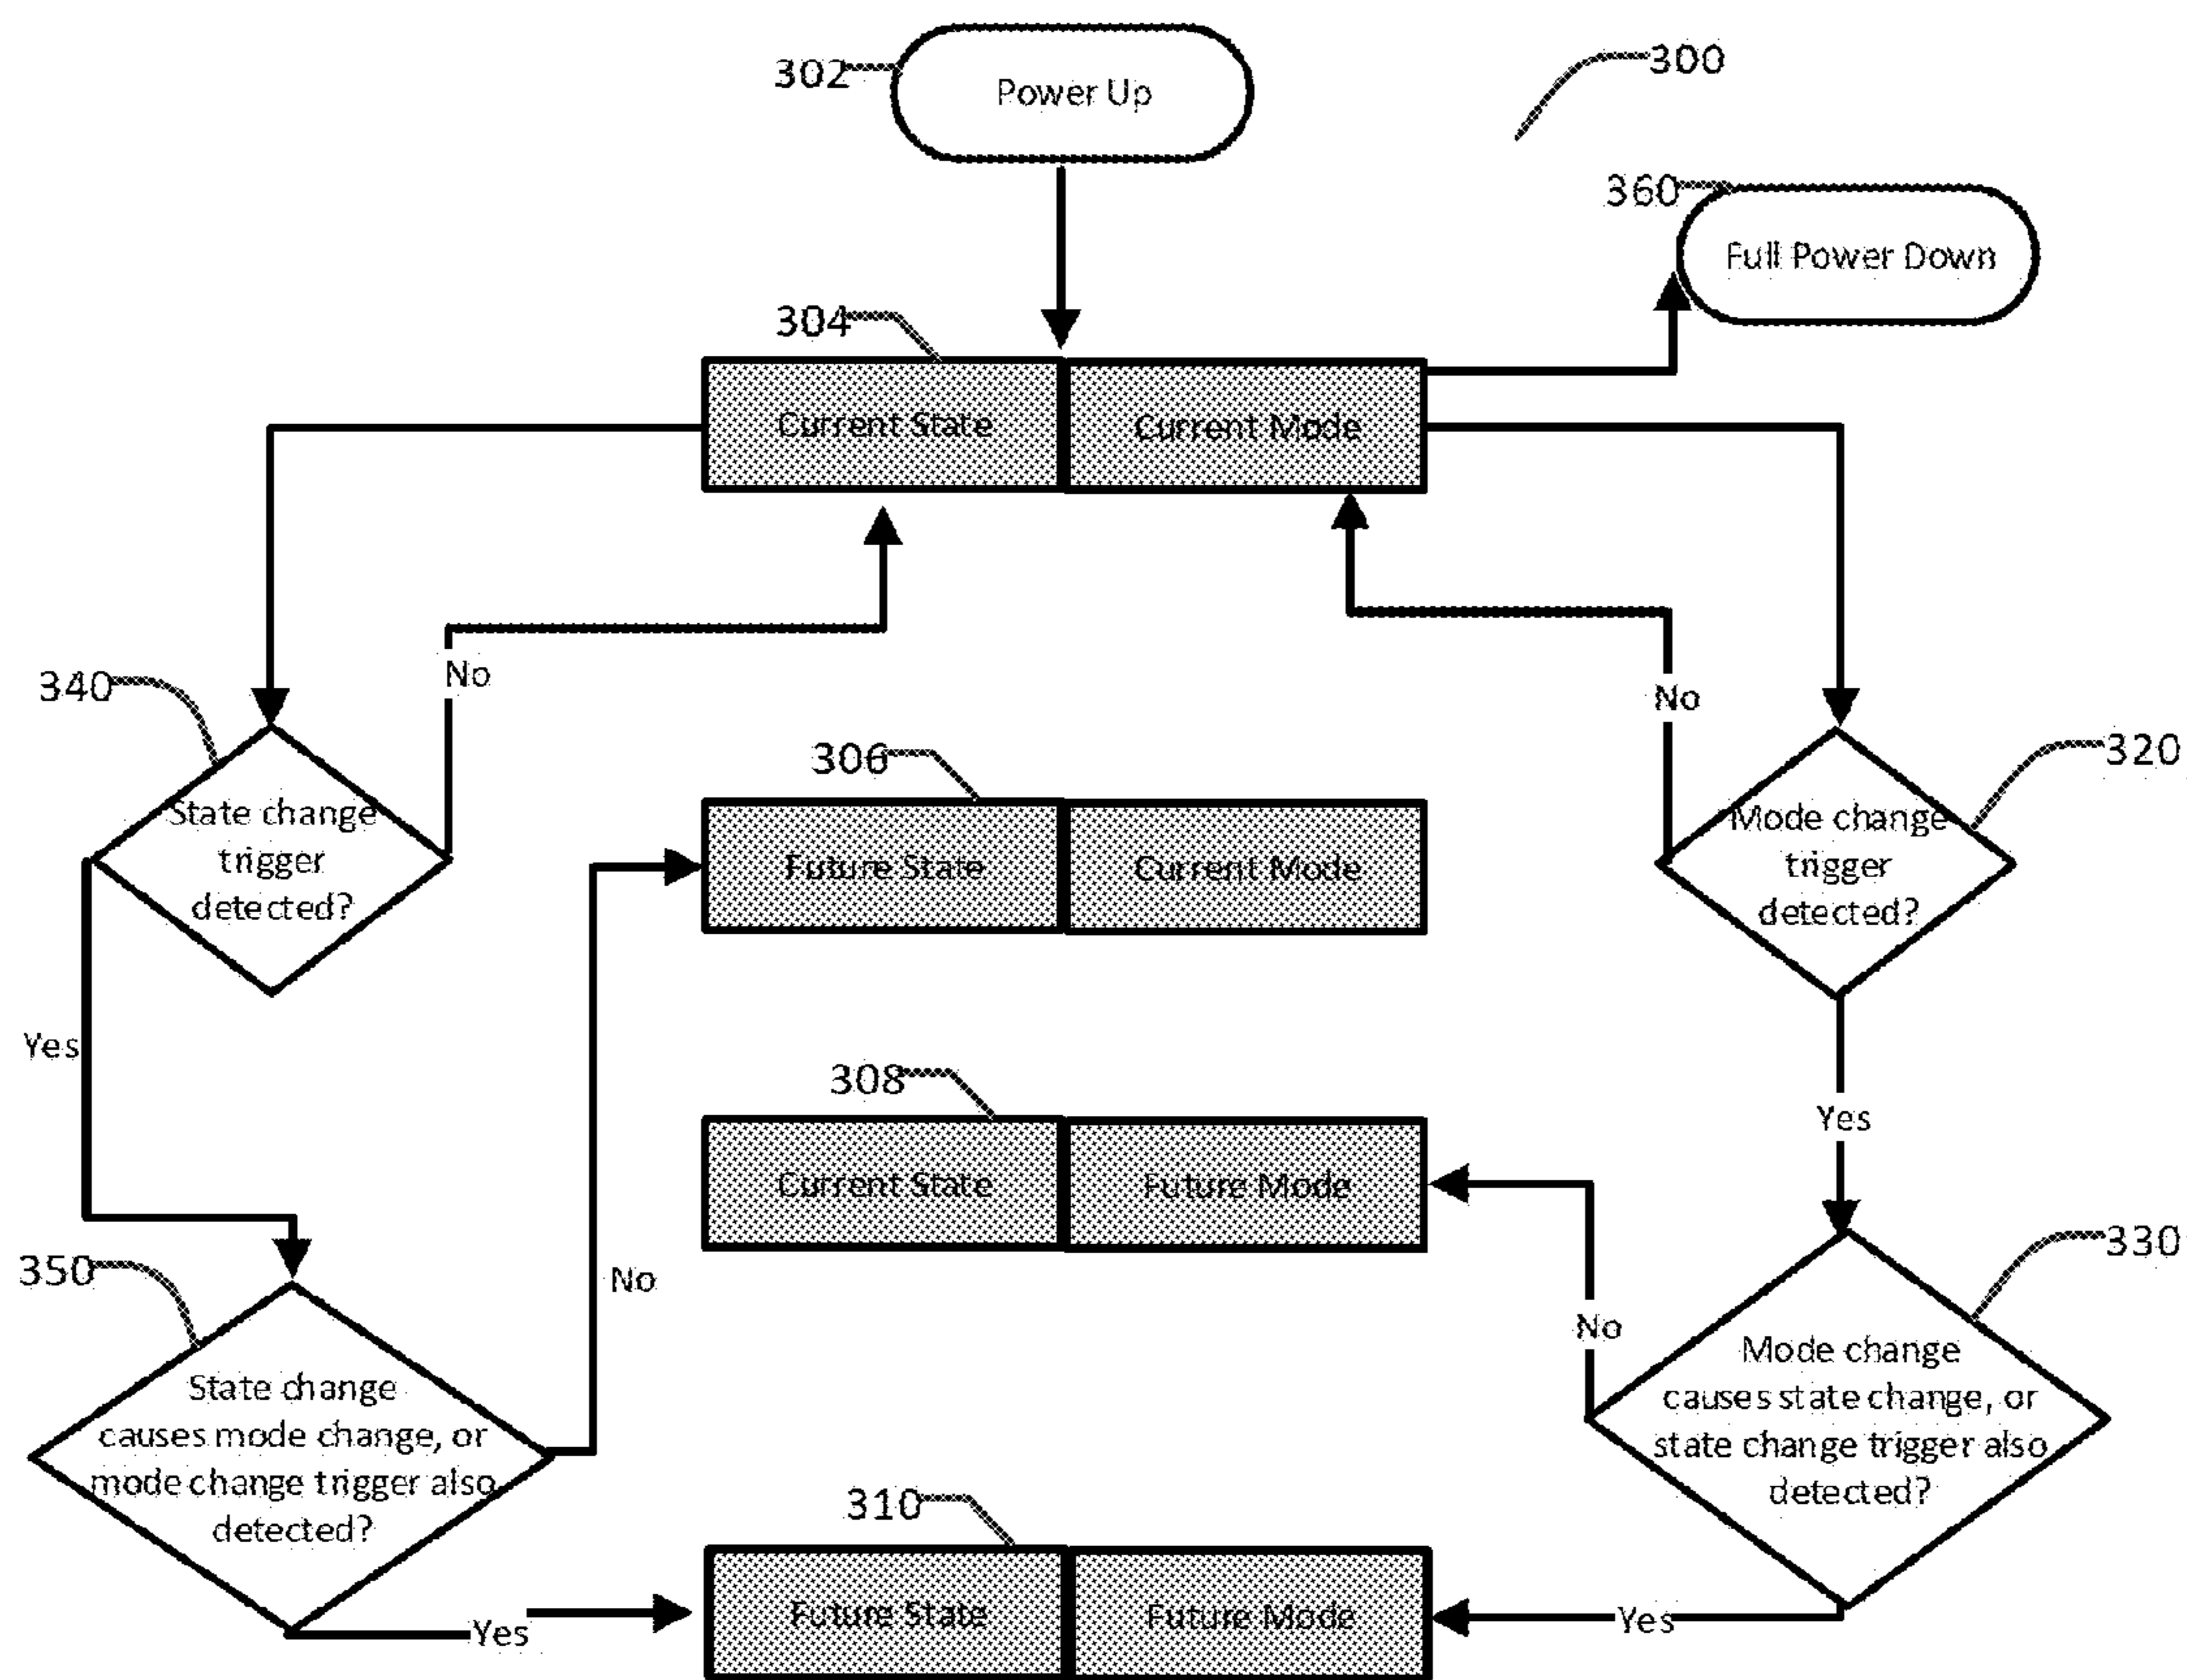 302
Power Up
300
360
Full Power Down
304
Current State
Current Mode
No
No
340
State change
trigger
detected?
306
Future State
Current Mode
320
Mode change
trigger
detected?
Yes
308
Current State
Future Mode
Yes
350
State change
causes mode change, or
mode change trigger also
detected?
No
No
330
Mode change
causes state change, or
state change trigger also
detected?
310
Future State
Future Mode
Yes
Yes